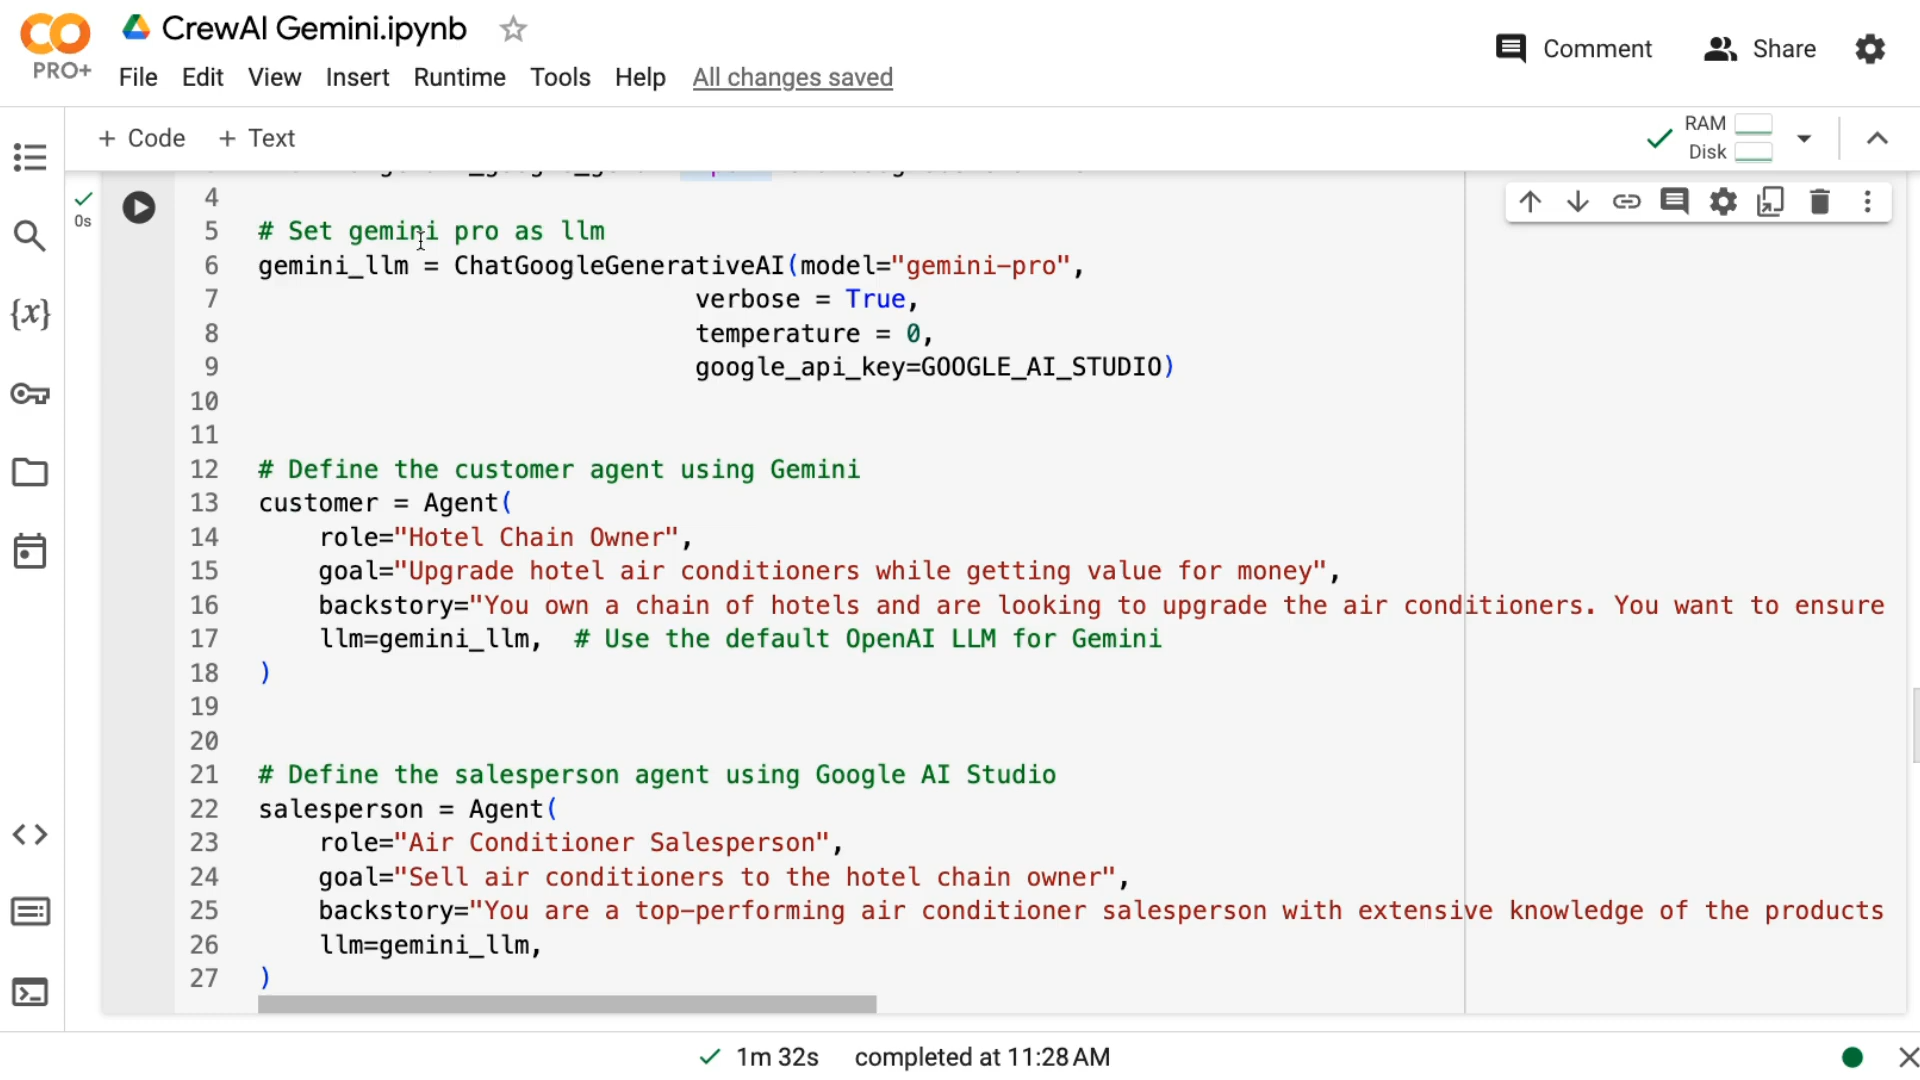 CrewAI Gemini.ipynb
PRO+
File Edit View Insert Runtime Tools Help All changes saved
Comment Share
+ Code + Text
RAM
Disk
0s
4
5 # Set gemini pro as llm
6 gemini_llm = ChatGoogleGenerativeAI(model="gemini-pro",
7 verbose = True,
8 temperature = 0,
9 google_api_key=GOOGLE_AI_STUDIO)
10
11
12 # Define the customer agent using Gemini
13 customer = Agent(
14 role="Hotel Chain Owner",
15 goal="Upgrade hotel air conditioners while getting value for money",
16 backstory="You own a chain of hotels and are looking to upgrade the air conditioners. You want to ensure
17 llm=gemini_llm, # Use the default OpenAI LLM for Gemini
18 )
19
20
21 # Define the salesperson agent using Google AI Studio
22 salesperson = Agent(
23 role="Air Conditioner Salesperson",
24 goal="Sell air conditioners to the hotel chain owner",
25 backstory="You are a top-performing air conditioner salesperson with extensive knowledge of the products
26 llm=gemini_llm,
27 )
1m 32s completed at 11:28 AM